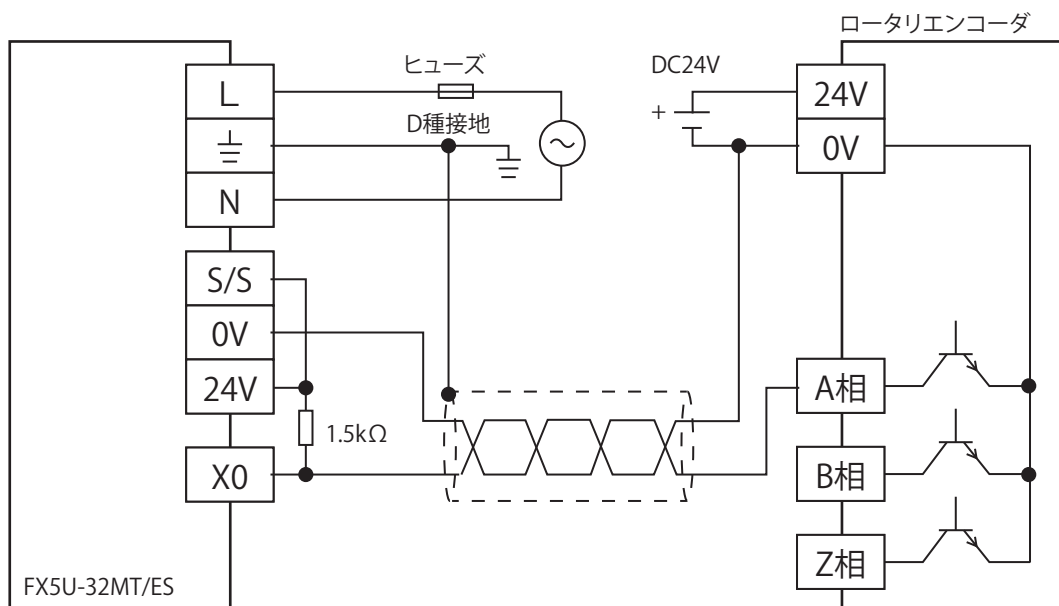 ロータリエンコーダ
ヒューズ
DC24V
L
24V
+
D種接地
0V
N
S/S
0V
24V
A相
1.5kΩ
X0
B相
Z相
FX5U-32MT/ES